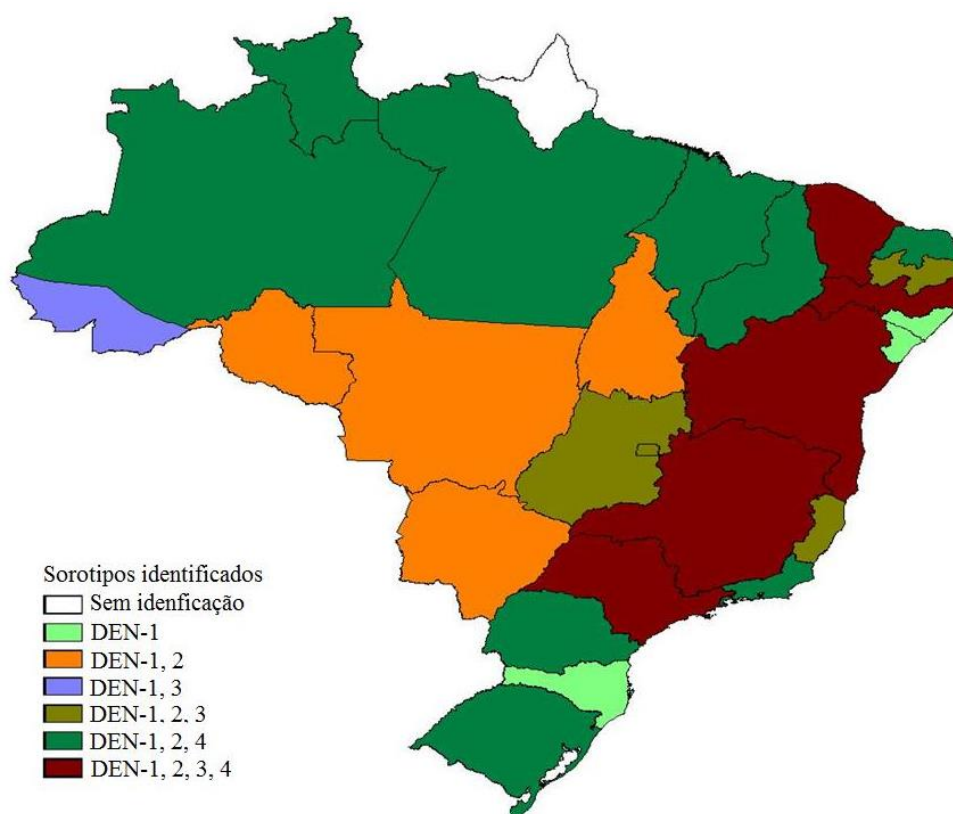 Sorotipos identificados
Sem idenficação
DEN-1
DEN-1, 2
DEN-1, 3
DEN-1, 2, 3
DEN-1, 2, 4
DEN-1, 2, 3, 4